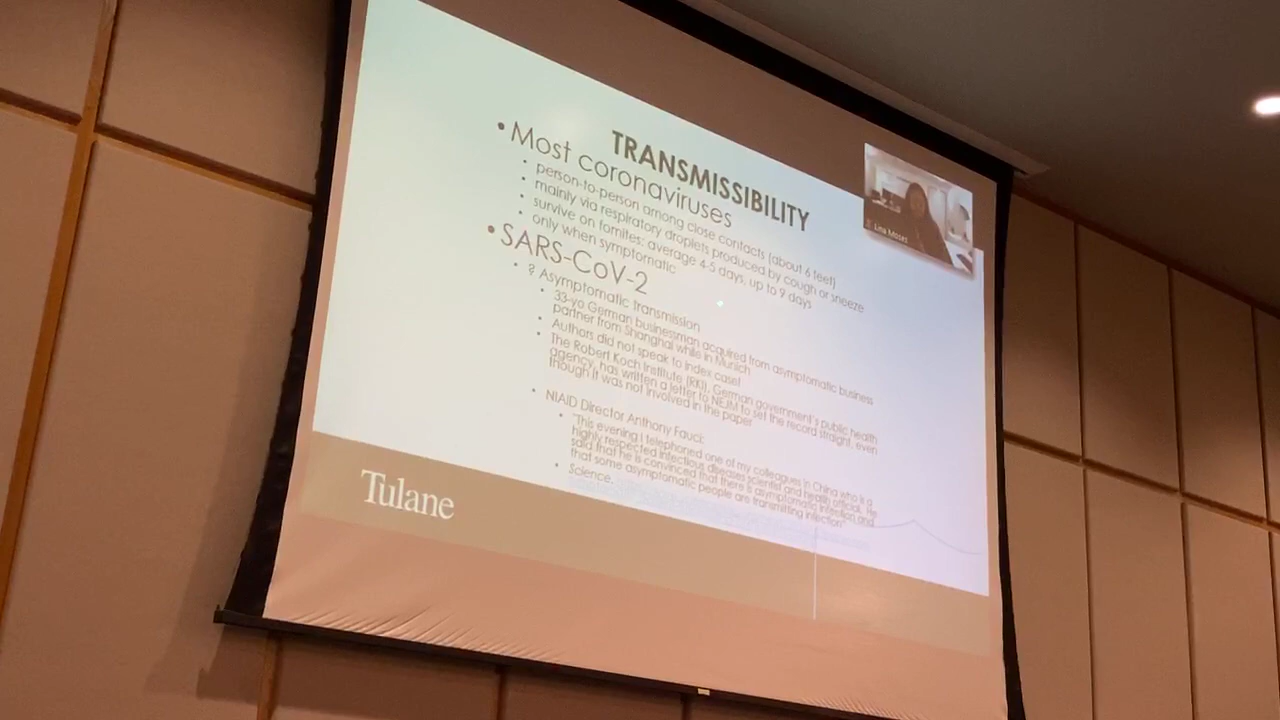 TRANSMISSIBILITY
• Most coronaviruses
• person-to-person among close contacts (about 6 feet)
• mainly via respiratory droplets produced by cough or sneeze
• survive on fomites: average 4-5 days, up to 9 days
• only when symptomatic
• SARS-CoV-2
• ? Asymptomatic transmission
• 33-yo German businessman acquired from asymptomatic business
partner from Shanghai while in Munich
• Authors did not speak to index case!
• The Robert Koch Institute (RKI), German government's public health
agency, has written a letter to NEJM to set the record straight, even
though it was not involved in the paper
• NIAID Director Anthony Fauci:
• "This evening I telephoned one of my colleagues in China who is a
highly respected infectious diseases scientist and health official. He
said that he is convinced that there is asymptomatic infection and
that some asymptomatic people are transmitting infection"
• Science.
Lina Moses
Tulane